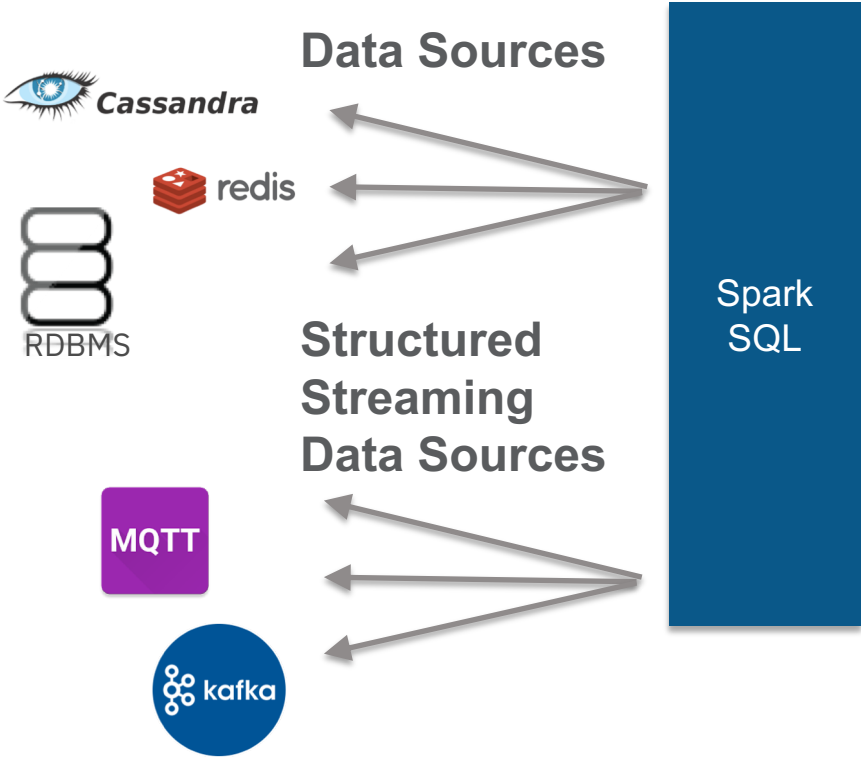 Data Sources
Cassandra
redis
RDBMS
Spark
SQL
Structured
Streaming
Data Sources
MQTT
kafka